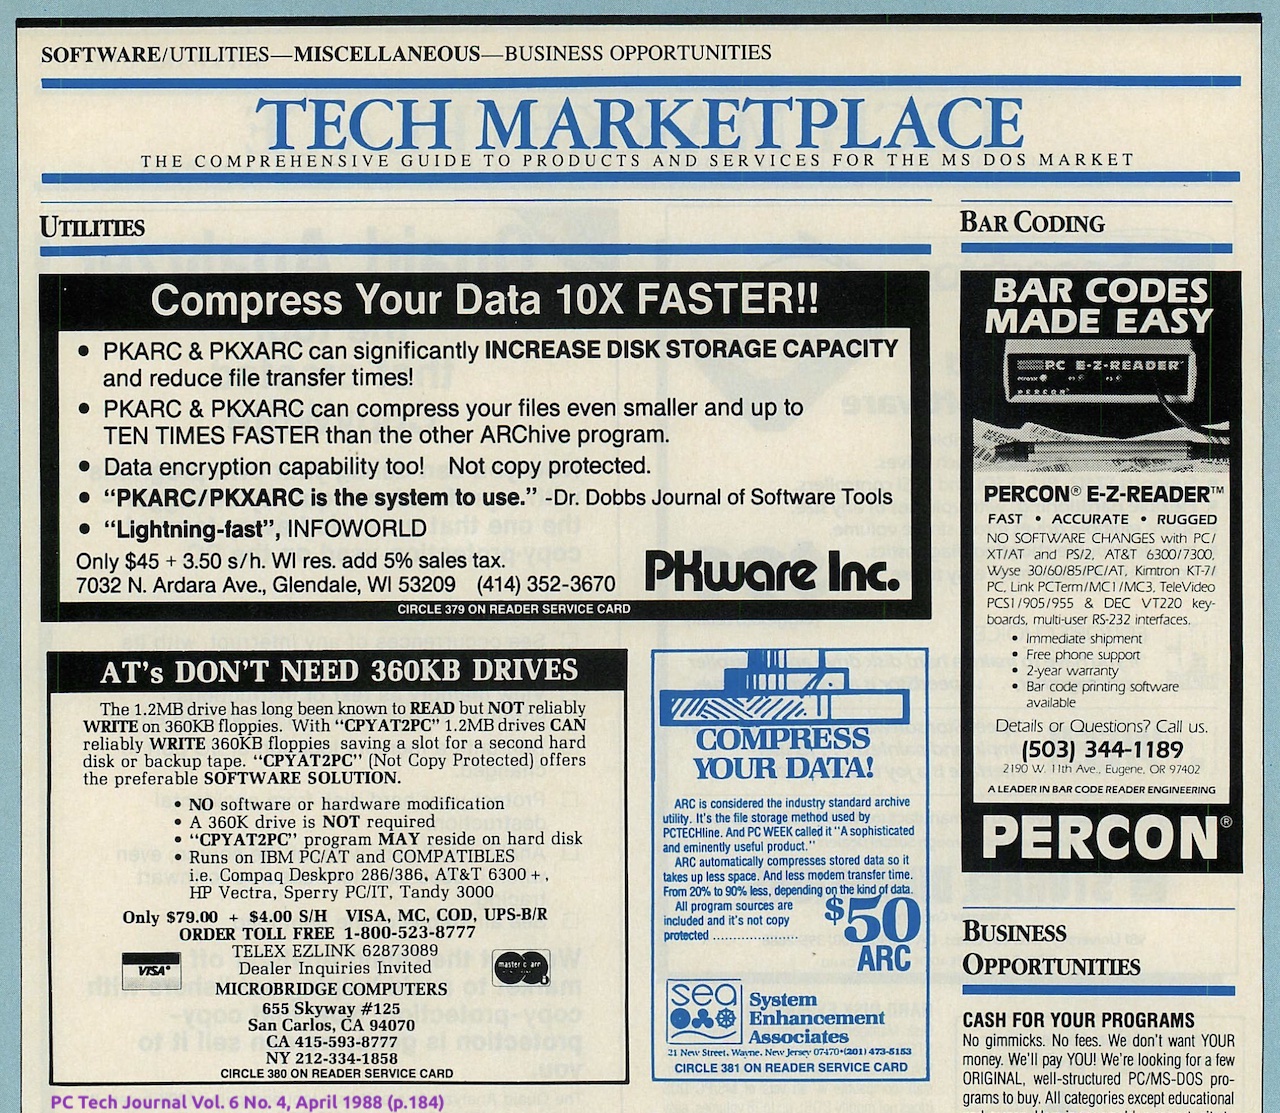 SOFTWARE/UTILITIES—MISCELLANEOUS—BUSINESS OPPORTUNITIES
TECH MARKETPLACE
THE COMPREHENSIVE GUIDE TO PRODUCTS AND SERVICES FOR THE MS DOS MARKET
UTILITIES
Compress Your Data 10X FASTER!!
• PKARC & PKXARC can significantly INCREASE DISK STORAGE CAPACITY
and reduce file transfer times!
• PKARC & PKXARC can compress your files even smaller and up to
TEN TIMES FASTER than the other ARChive program.
• Data encryption capability too! Not copy protected.
• “PKARC/PKXARC is the system to use.” -Dr. Dobbs Journal of Software Tools
• “Lightning-fast”, INFOWORLD
Only $45 + 3.50 s/h. WI res. add 5% sales tax.
7032 N. Ardara Ave., Glendale, WI 53209 (414) 352-3670
PKware Inc.
CIRCLE 379 ON READER SERVICE CARD
AT's DON'T NEED 360KB DRIVES
The 1.2MB drive has long been known to READ but NOT reliably
WRITE on 360KB floppies. With “CPYAT2PC” 1.2MB drives CAN
reliably WRITE 360KB floppies saving a slot for a second hard
disk or backup tape. “CPYAT2PC” (Not Copy Protected) offers
the preferable SOFTWARE SOLUTION.
• NO software or hardware modification
• A 360K drive is NOT required
• “CPYAT2PC” program MAY reside on hard disk
• Runs on IBM PC/AT and COMPATIBLES
i.e. Compaq Deskpro 286/386, AT&T 6300+,
HP Vectra, Sperry PC/IT, Tandy 3000
Only $79.00 + $4.00 S/H VISA, MC, COD, UPS-B/R
ORDER TOLL FREE 1-800-523-8777
TELEX EZLINK 62873089
Dealer Inquiries Invited
VISA
MICROBRIDGE COMPUTERS
655 Skyway #125
San Carlos, CA 94070
CA 415-593-8777
NY 212-334-1858
CIRCLE 380 ON READER SERVICE CARD
COMPRESS
YOUR DATA!
ARC is considered the industry standard archive
utility. It's the file storage method used by
PCTECHline. And PC WEEK called it “A sophisticated
and eminently useful product.”
ARC automatically compresses stored data so it
takes up less space. And less modem transfer time.
From 20% to 90% less, depending on the kind of data.
All program sources are
included and it's not copy
protected
$50
ARC
sea
System
Enhancement
Associates
21 New Street, Wayne, New Jersey 07470•(201) 473-5153
CIRCLE 381 ON READER SERVICE CARD
BAR CODING
BAR CODES
MADE EASY
PC E-Z-READER
PERCON
PERCON® E-Z-READER™
FAST • ACCURATE • RUGGED
NO SOFTWARE CHANGES with PC/
XT/AT and PS/2, AT&T 6300/7300,
Wyse 30/60/85/PC/AT, Kimtron KT-7/
PC, Link PCTerm/MC1/MC3, TeleVideo
PCS1/905/955 & DEC VT220 key-
boards, multi-user RS-232 interfaces.
• Immediate shipment
• Free phone support
• 2-year warranty
• Bar code printing software
available
Details or Questions? Call us.
(503) 344-1189
2190 W. 11th Ave., Eugene, OR 97402
A LEADER IN BAR CODE READER ENGINEERING
PERCON®
BUSINESS
OPPORTUNITIES
CASH FOR YOUR PROGRAMS
No gimmicks. No fees. We don't want YOUR
money. We'll pay YOU! We're looking for a few
ORIGINAL, well-structured PC/MS-DOS pro-
grams to buy. All categories except educational
PC Tech Journal Vol. 6 No. 4, April 1988 (p.184)